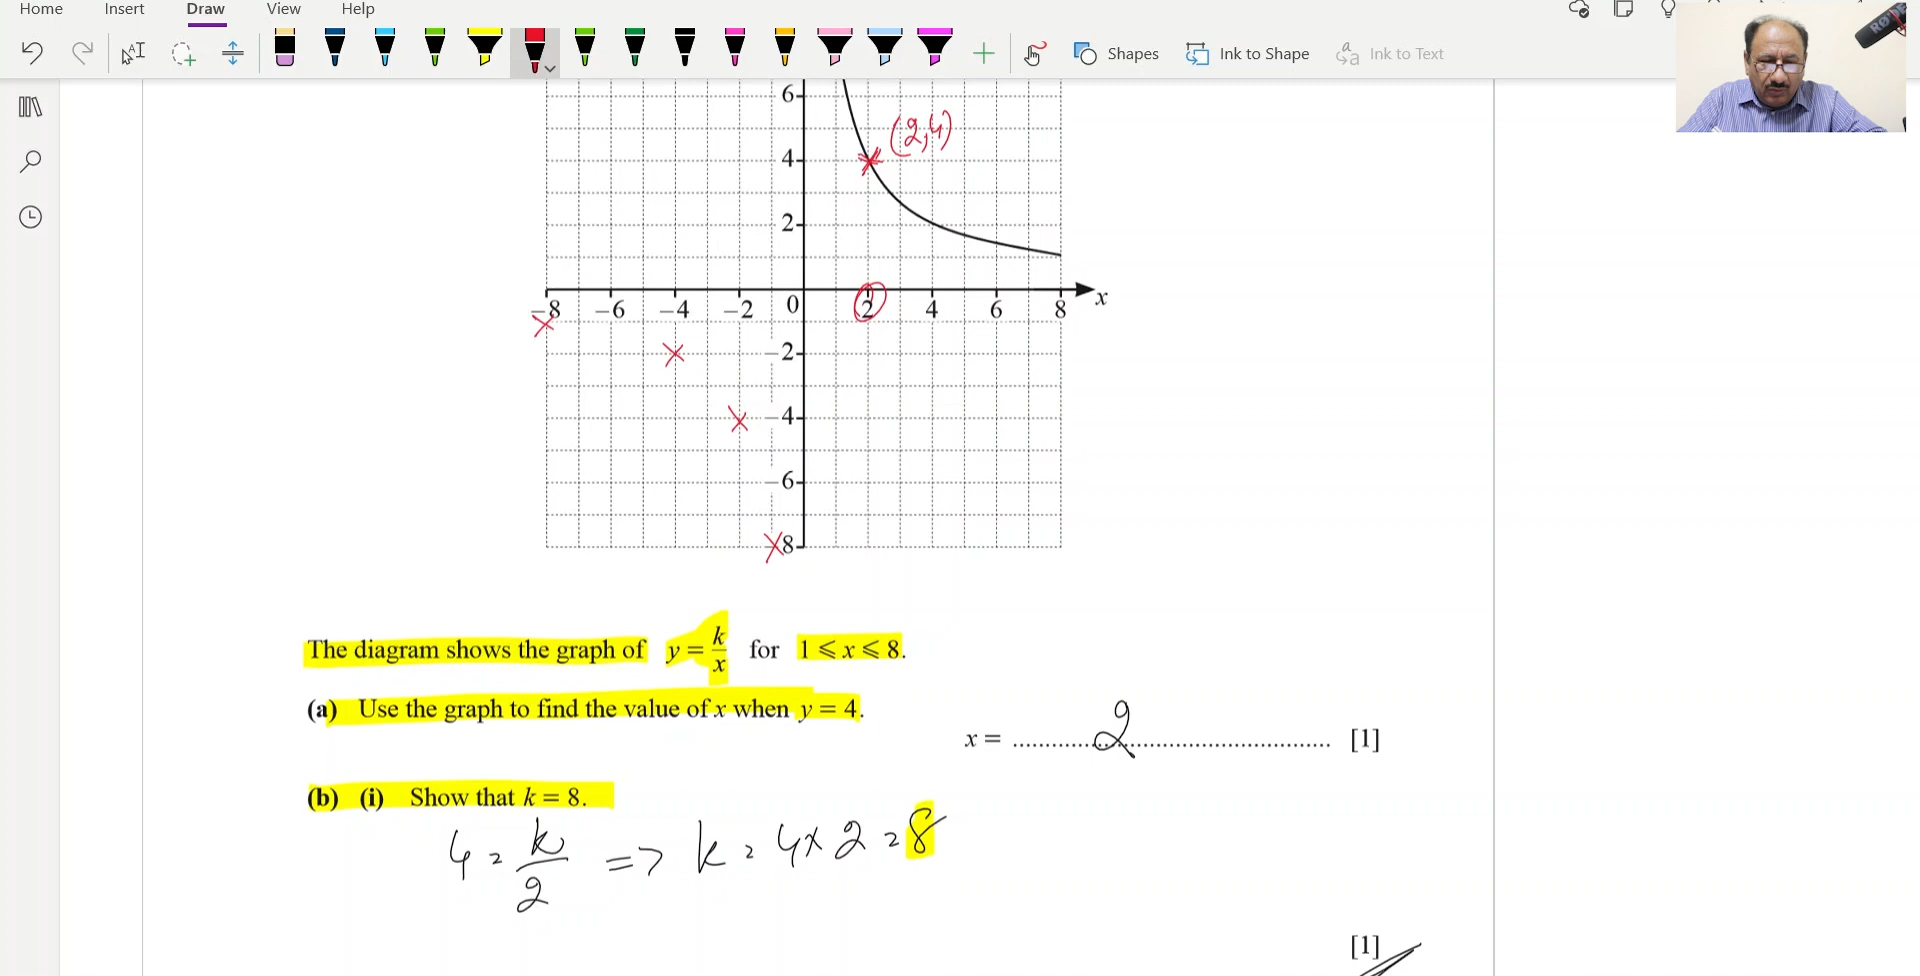 Home Insert Draw View Help
Shapes Ink to Shape Ink to Text
6
(2,4)
4
2
-8 -6 -4 -2 0 2 4 6 8 x
-2
-4
-6
-8
The diagram shows the graph of y = k/x for 1 ⩽ x ⩽ 8.
(a) Use the graph to find the value of x when y = 4.
x = ....... 2 ....... [1]
(b) (i) Show that k = 8.
4 = k/2 => k = 4 x 2 = 8
[1]